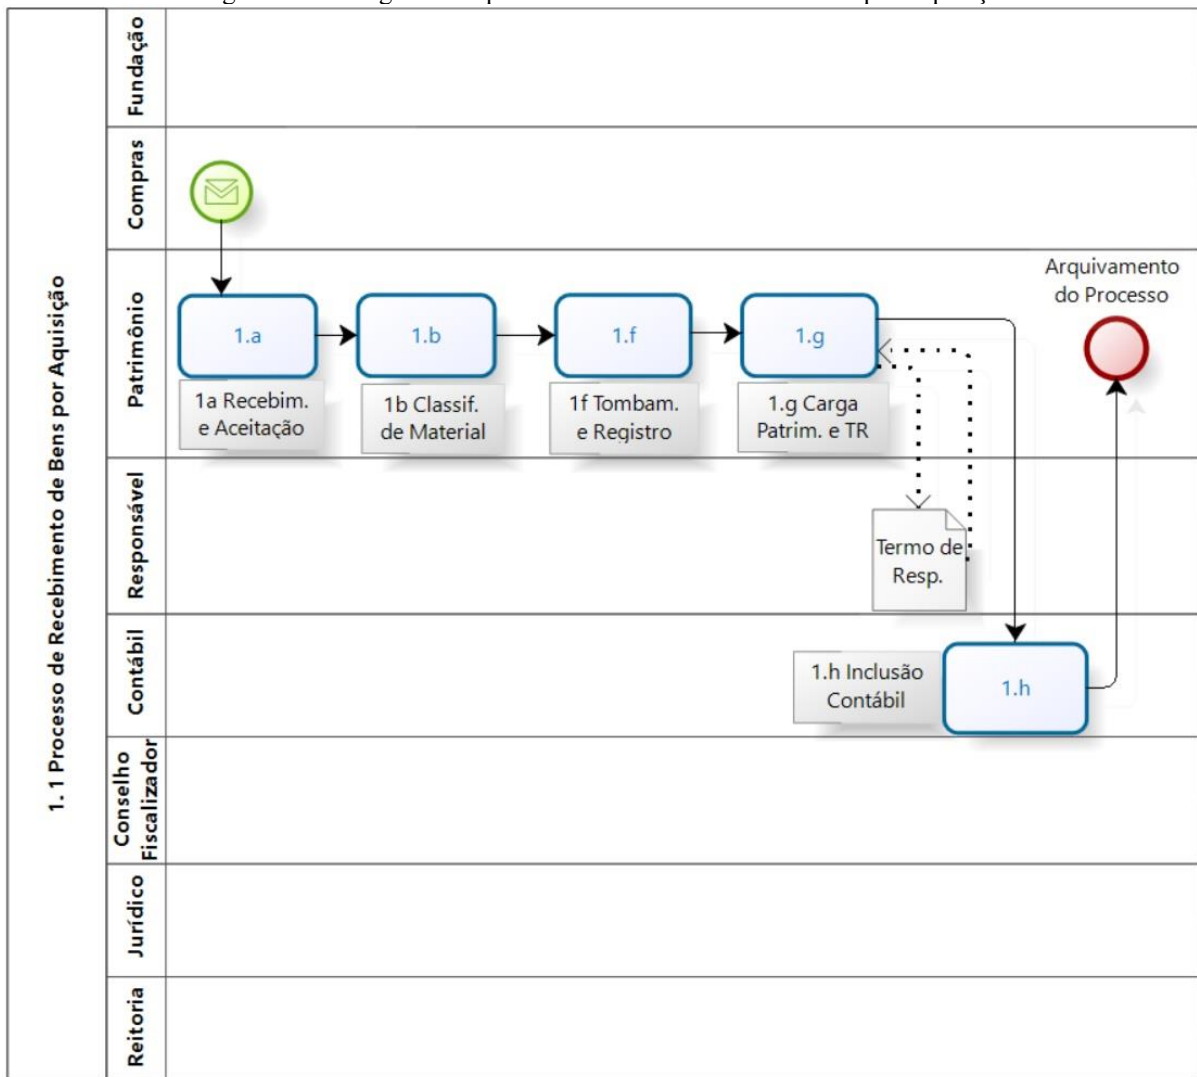 1.1 Processo de Recebimento de Bens por Aquisição
Fundação
Compras
Patrimônio
Arquivamento
do Processo
1.a
1.b
1.f
1.g
1a Recebim.
e Aceitação
1b Classif.
de Material
1f Tombam.
e Registro
1.g Carga
Patrim. e TR
Responsável
Termo de
Resp.
Contábil
1.h Inclusão
Contábil
1.h
Conselho
Fiscalizador
Jurídico
Reitoria